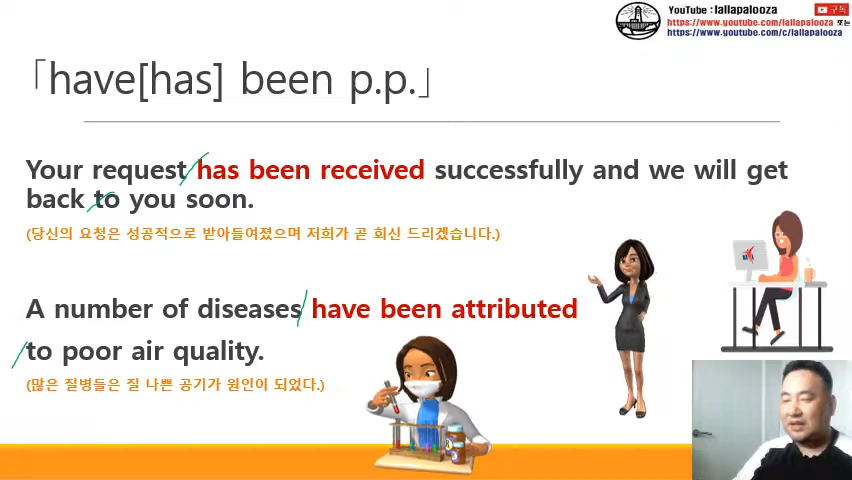 YouTube : lallapalooza
구독
https://www.youtube.com/lallapalooza 또는
https://www.youtube.com/c/lallapalooza
「have[has] been p.p.」
Your request has been received successfully and we will get
back to you soon.
(당신의 요청은 성공적으로 받아들여졌으며 저희가 곧 회신 드리겠습니다.)
A number of diseases have been attributed
to poor air quality.
(많은 질병들은 질 나쁜 공기가 원인이 되었다.)